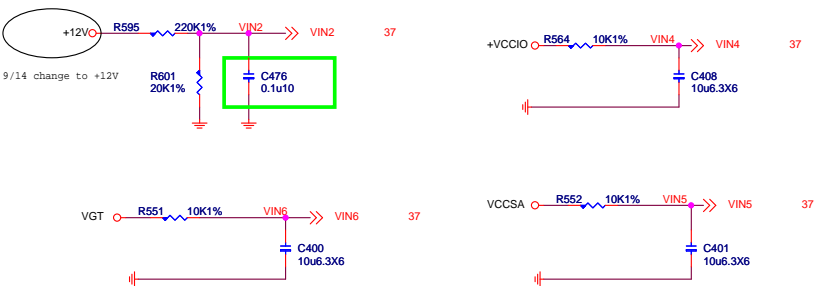 +12V R595 220K1% VIN2 VIN2 37
9/14 change to +12V
R601
20K1%
C476
0.1u10
+VCCIO R564 10K1% VIN4 VIN4 37
C408
10u6.3X6
VGT R551 10K1% VIN6 VIN6 37
C400
10u6.3X6
VCCSA R552 10K1% VIN5 VIN5 37
C401
10u6.3X6